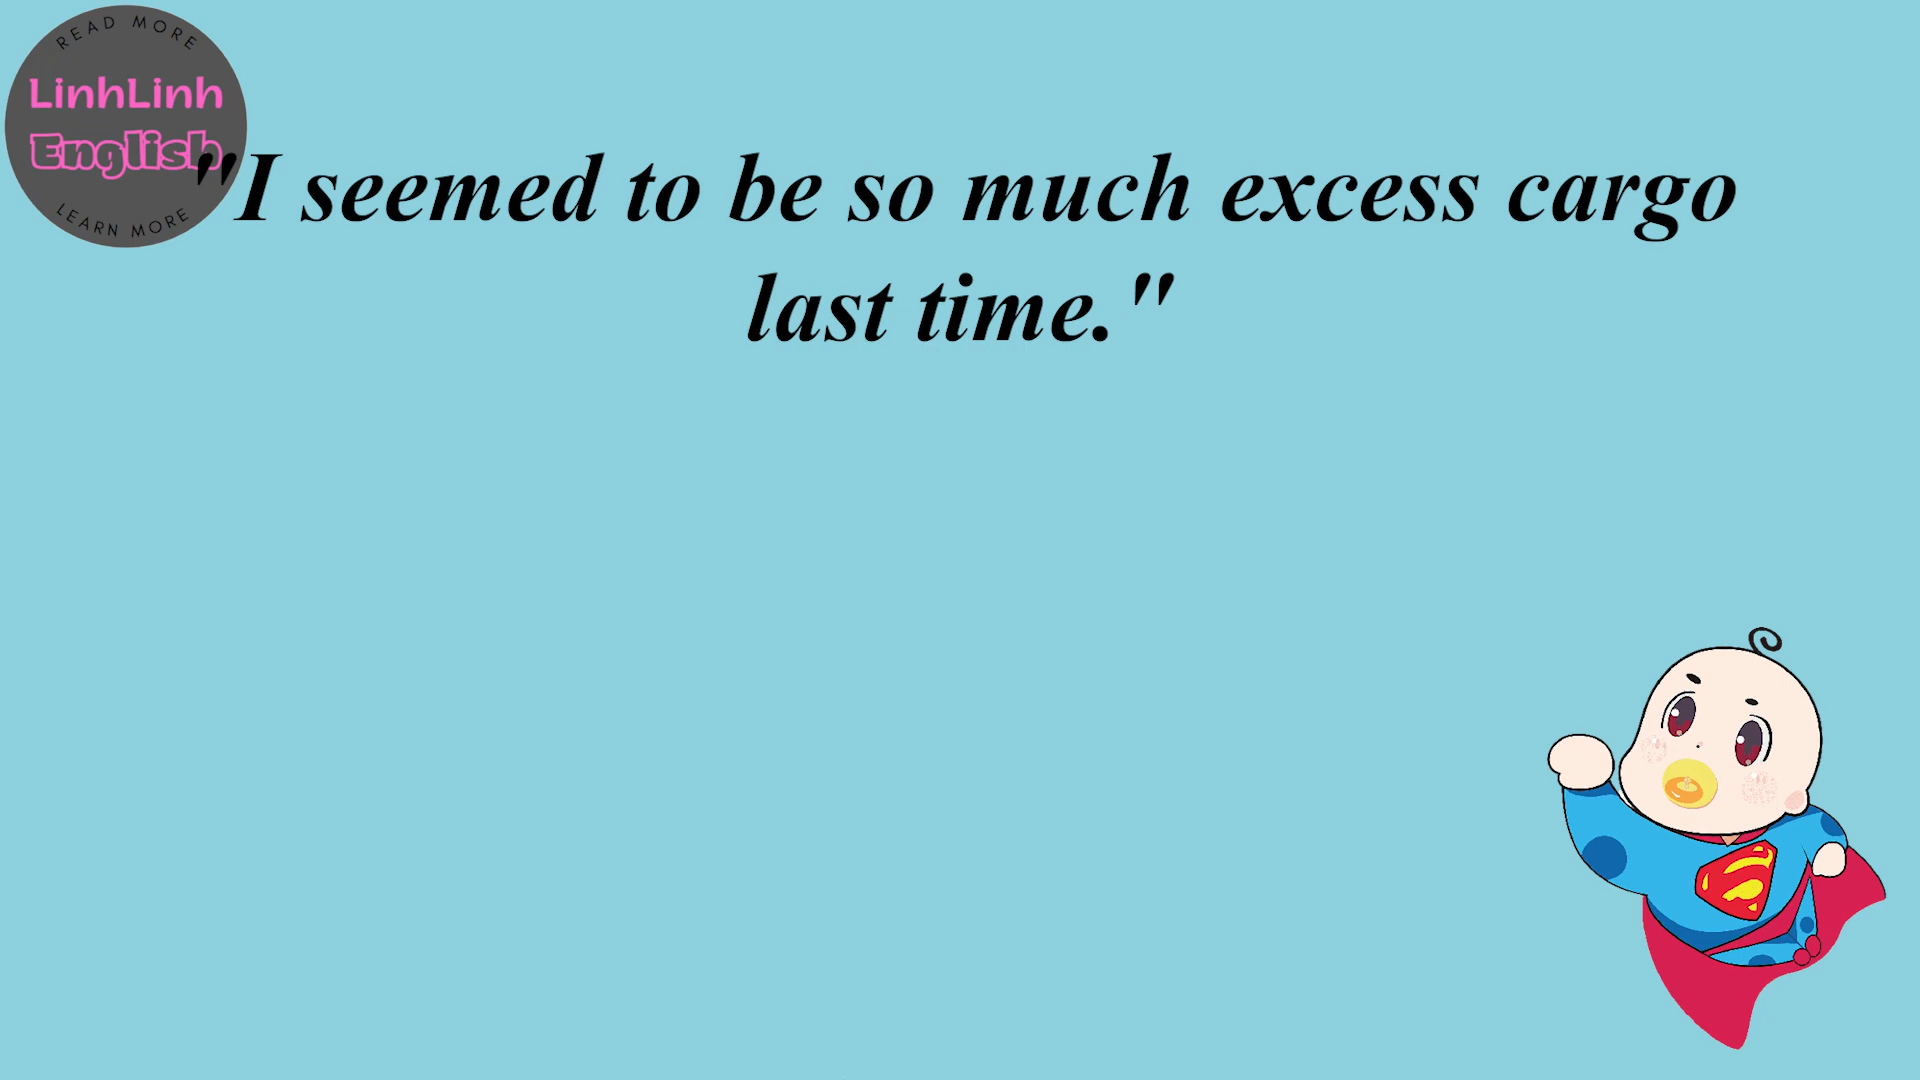 READ MORE
LinhLinh
English
LEARN MORE
"I seemed to be so much excess cargo
last time."